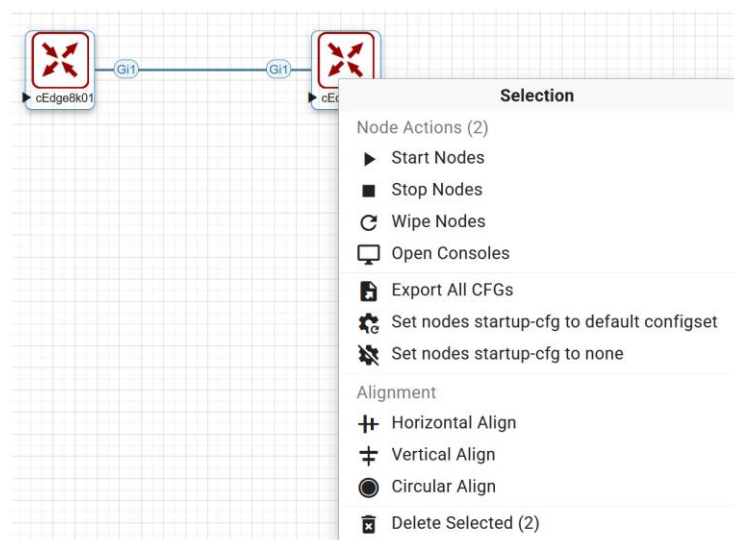 Gi1
Gi1
cEdge8k01
Selection
Node Actions (2)
Start Nodes
Stop Nodes
Wipe Nodes
Open Consoles
Export All CFGs
Set nodes startup-cfg to default configset
Set nodes startup-cfg to none
Alignment
Horizontal Align
Vertical Align
Circular Align
Delete Selected (2)